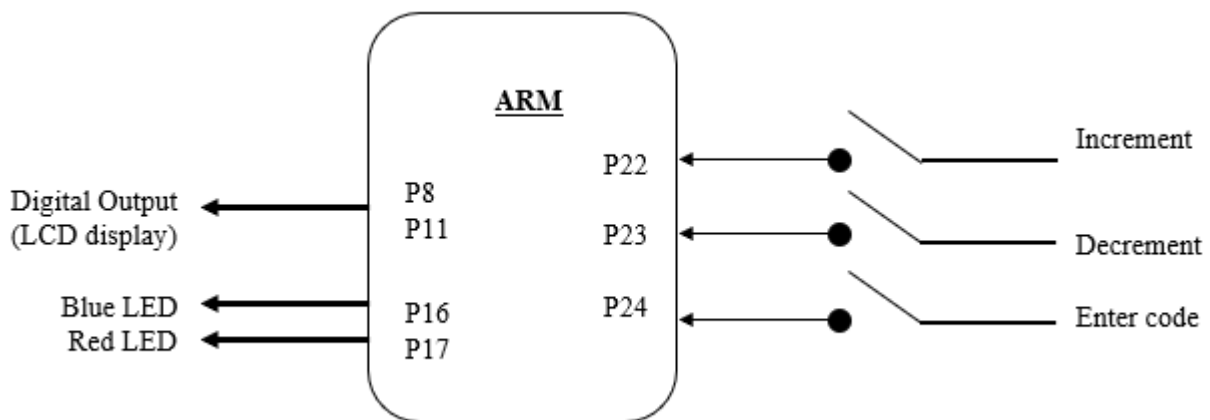 ARM
Increment
P22
P8
Digital Output
(LCD display)
P11
P23
Decrement
Blue LED
P16
P24
Enter code
Red LED
P17